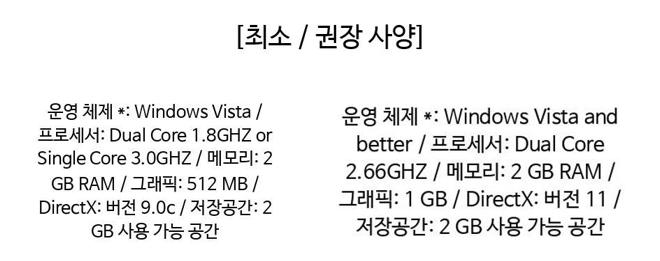 [최소 / 권장 사양]
운영 체제 *: Windows Vista /
프로세서: Dual Core 1.8GHZ or
Single Core 3.0GHZ / 메모리: 2
GB RAM / 그래픽: 512 MB /
DirectX: 버전 9.0c / 저장공간: 2
GB 사용 가능 공간
운영 체제 *: Windows Vista and
better / 프로세서: Dual Core
2.66GHZ / 메모리: 2 GB RAM /
그래픽: 1 GB / DirectX: 버전 11 /
저장공간: 2 GB 사용 가능 공간